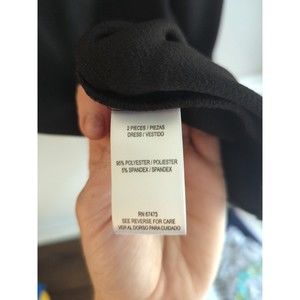 2 PIECES / PIEZAS
DRESS / VESTIDO
95% POLYESTER / POLIESTER
5% SPANDEX / SPANDEX
RN 67473
SEE REVERSE FOR CARE
VER AL DORSO PARA CUIDADO